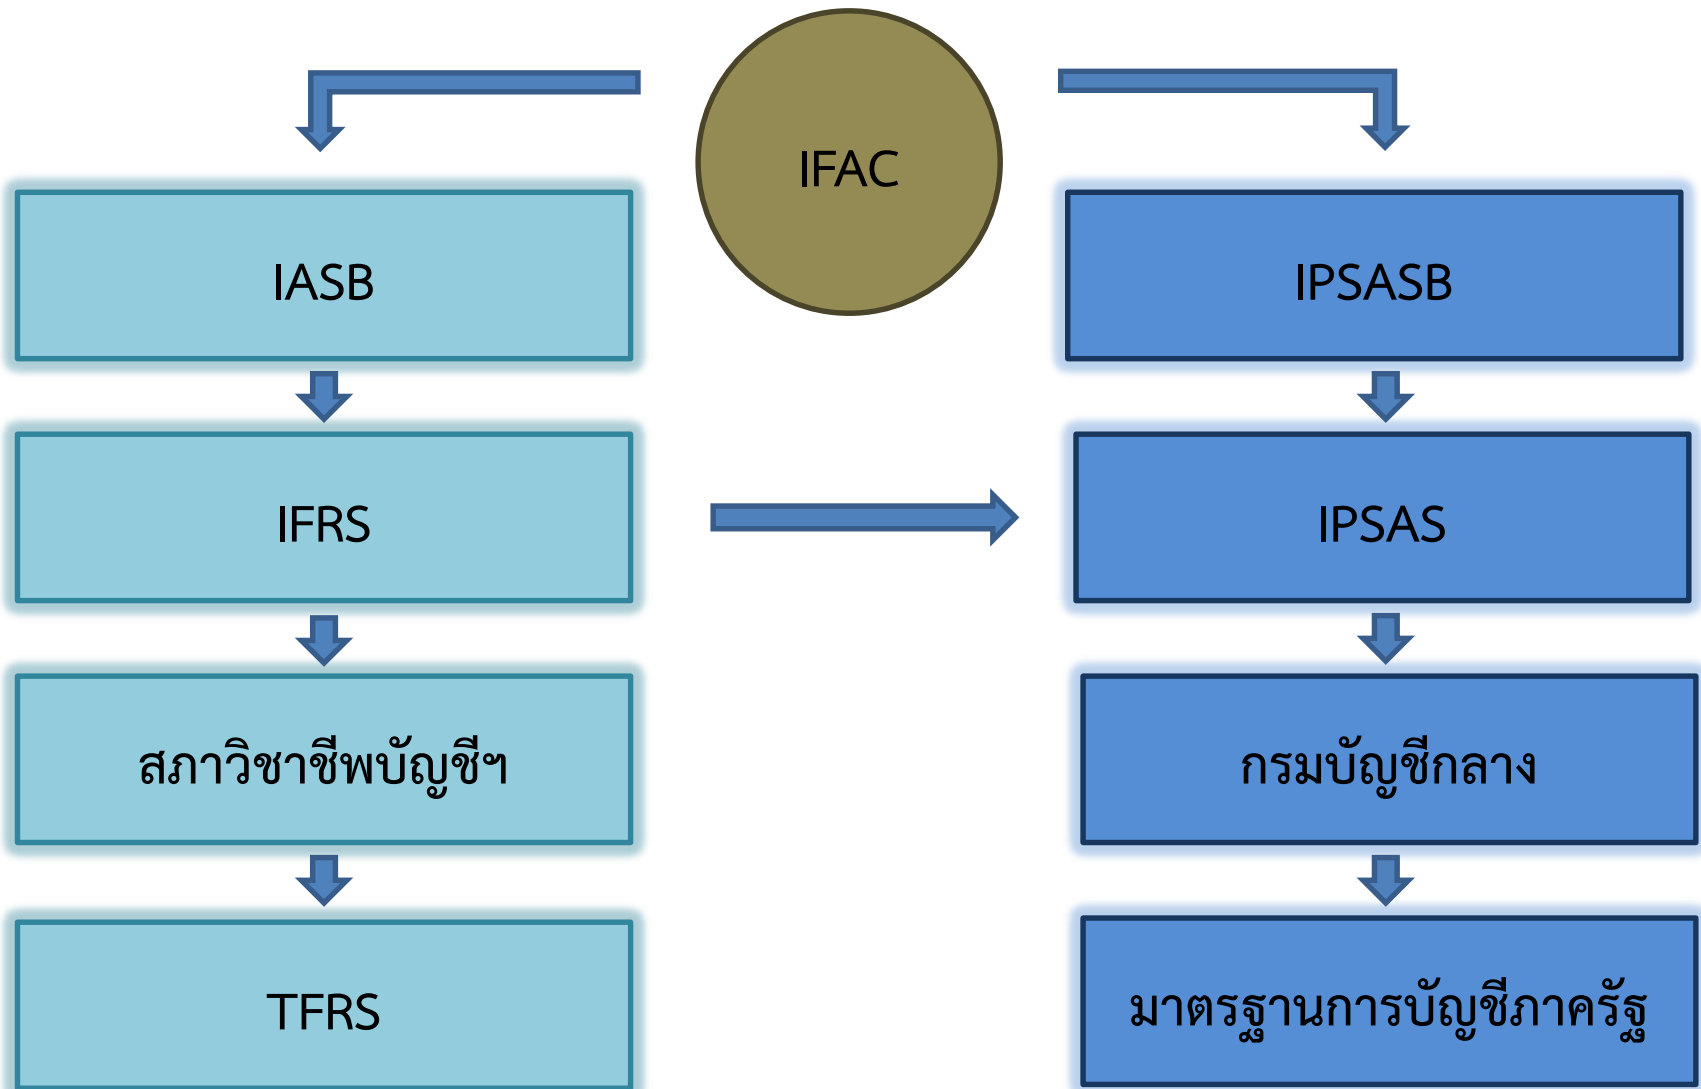 IFAC
IASB
IPSASB
IFRS
IPSAS
สภาวิชาชีพบัญชีฯ
กรมบัญชีกลาง
TFRS
มาตรฐานการบัญชีภาครัฐ